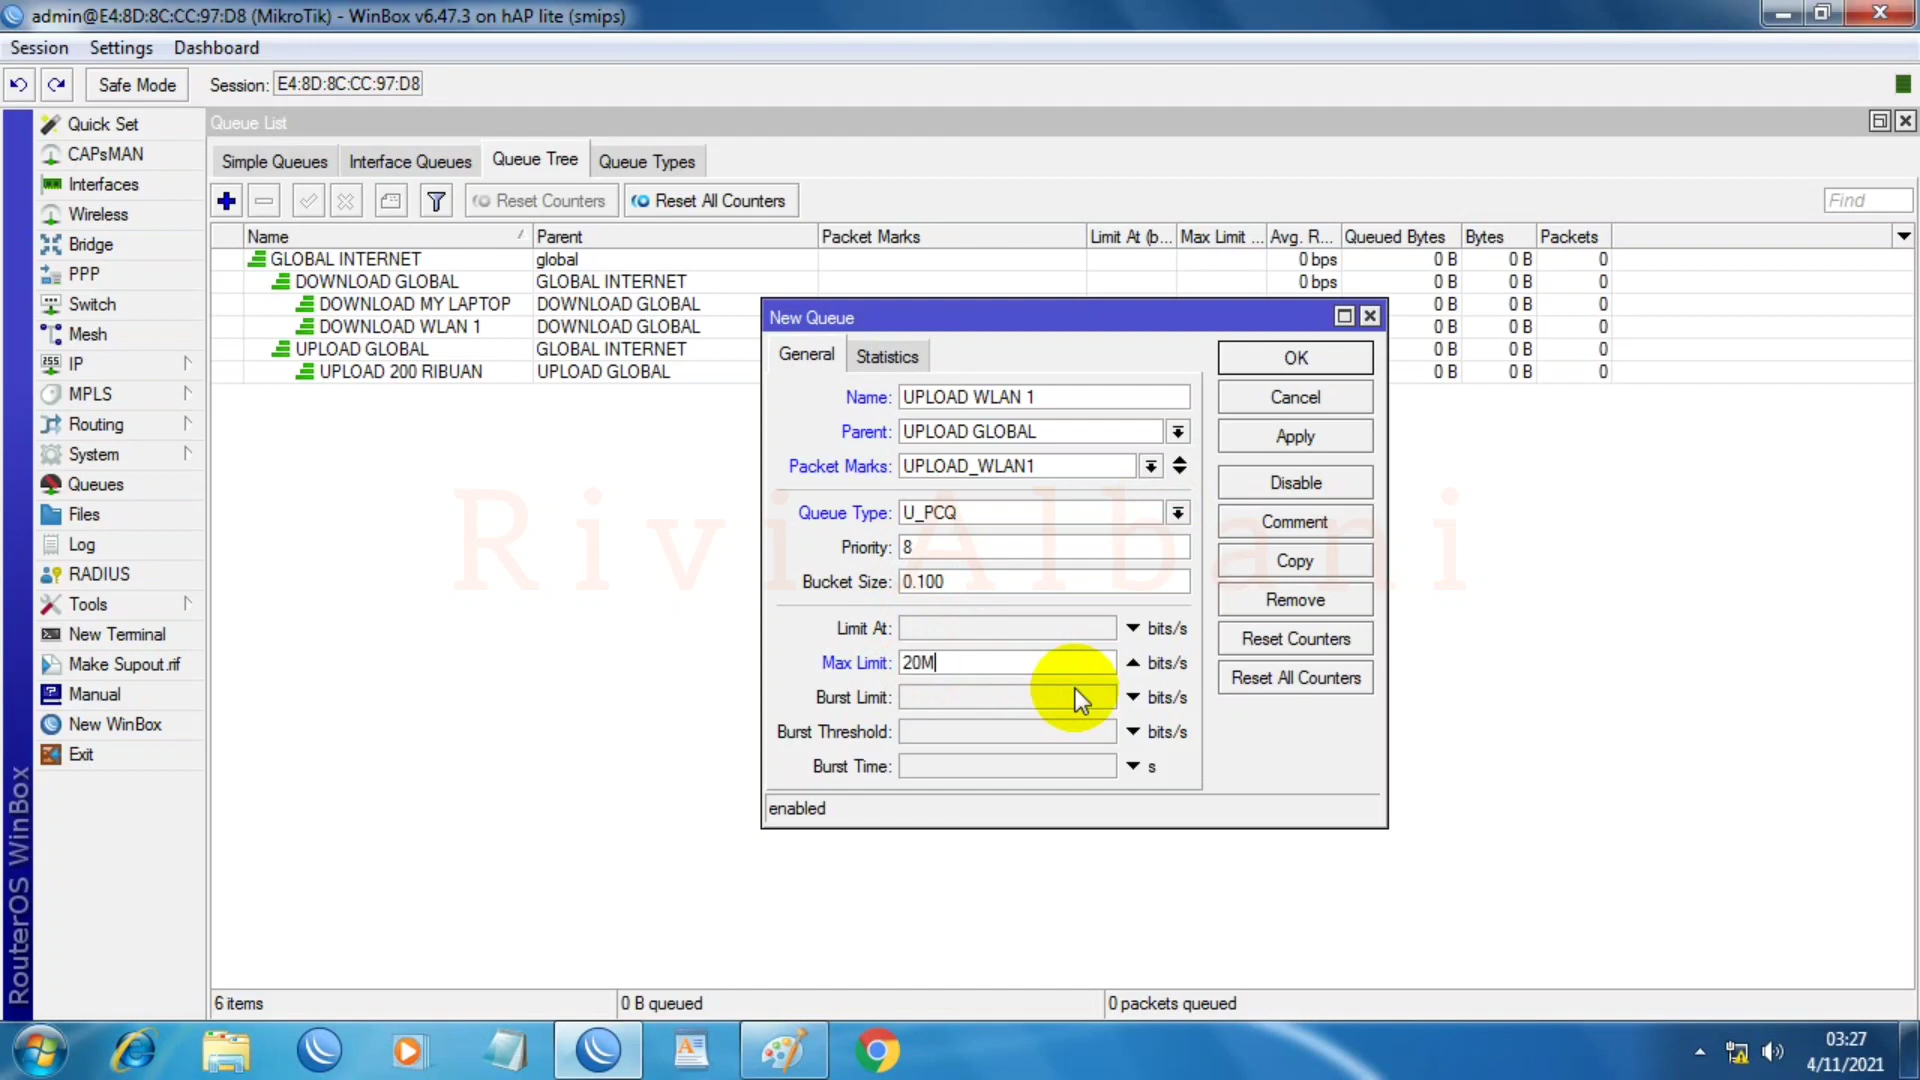 admin@E4:8D:8C:CC:97:D8 (MikroTik) - WinBox v6.47.3 on hAP lite (smips)
Session Settings Dashboard
Safe Mode Session: E4:8D:8C:CC:97:D8
Quick Set
CAPsMAN
Interfaces
Wireless
Bridge
PPP
Switch
Mesh
IP
MPLS
Routing
System
Queues
Files
Log
RADIUS
Tools
New Terminal
Make Supout.rif
Manual
New WinBox
Exit
RouterOS WinBox
Queue List
Simple Queues Interface Queues Queue Tree Queue Types
Reset Counters Reset All Counters Find
Name Parent Packet Marks Limit At (b... Max Limit ... Avg. R... Queued Bytes Bytes Packets
GLOBAL INTERNET global 0 bps 0 B 0 B 0
DOWNLOAD GLOBAL GLOBAL INTERNET 0 bps 0 B 0 B 0
DOWNLOAD MY LAPTOP DOWNLOAD GLOBAL 0 B 0 B 0
DOWNLOAD WLAN 1 DOWNLOAD GLOBAL 0 B 0 B 0
UPLOAD GLOBAL GLOBAL INTERNET 0 B 0 B 0
UPLOAD 200 RIBUAN UPLOAD GLOBAL 0 B 0 B 0
New Queue
General Statistics
Name: UPLOAD WLAN 1
Parent: UPLOAD GLOBAL
Packet Marks: UPLOAD_WLAN1
Queue Type: U_PCQ
Priority: 8
Bucket Size: 0.100
Limit At: bits/s
Max Limit: 20M bits/s
Burst Limit: bits/s
Burst Threshold: bits/s
Burst Time: s
enabled
OK
Cancel
Apply
Disable
Comment
Copy
Remove
Reset Counters
Reset All Counters
Rivi Albani
6 items 0 B queued 0 packets queued
03:27
4/11/2021